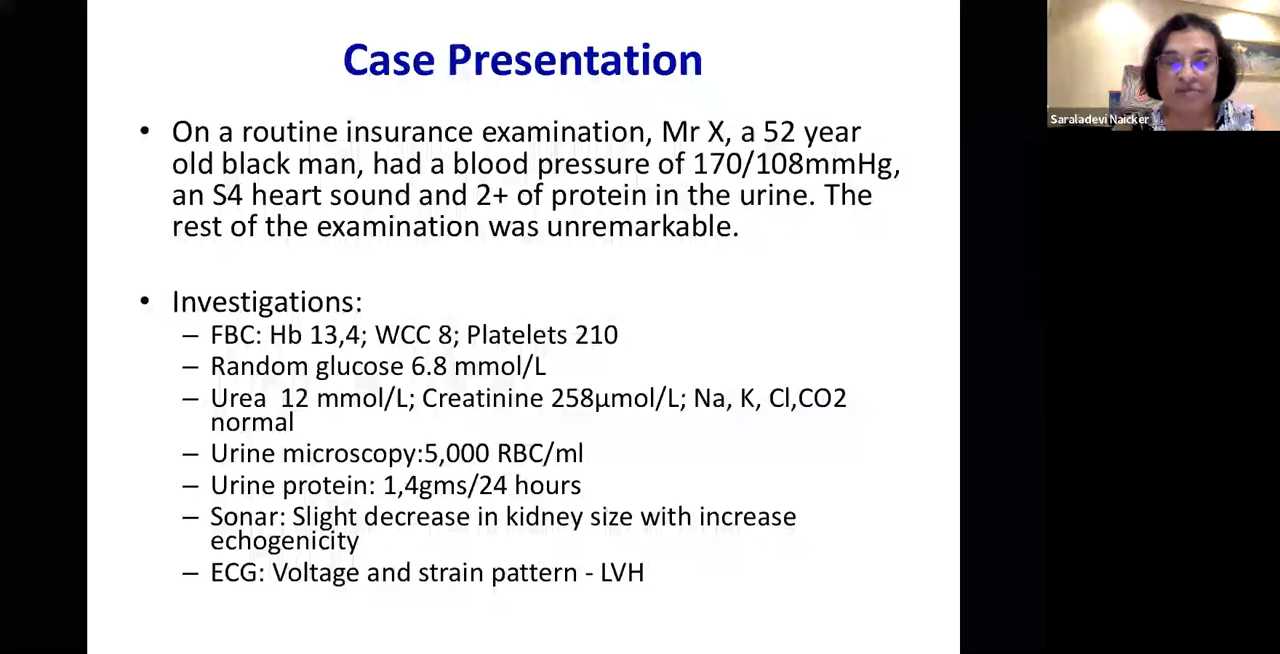 Case Presentation
• On a routine insurance examination, Mr X, a 52 year
old black man, had a blood pressure of 170/108mmHg,
an S4 heart sound and 2+ of protein in the urine. The
rest of the examination was unremarkable.
• Investigations:
– FBC: Hb 13,4; WCC 8; Platelets 210
– Random glucose 6.8 mmol/L
– Urea 12 mmol/L; Creatinine 258µmol/L; Na, K, Cl,CO2
normal
– Urine microscopy:5,000 RBC/ml
– Urine protein: 1,4gms/24 hours
– Sonar: Slight decrease in kidney size with increase
echogenicity
– ECG: Voltage and strain pattern - LVH
Saraladevi Naicker